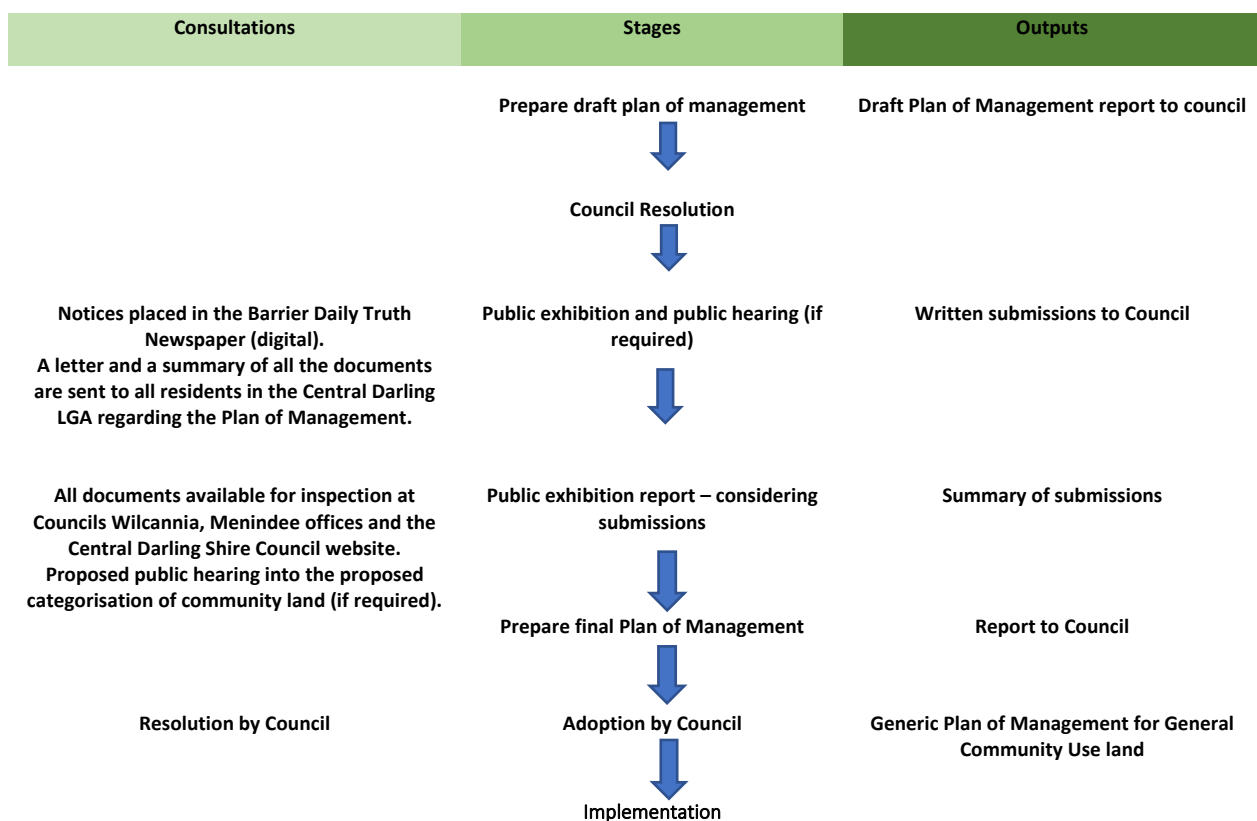 Consultations
Stages
Outputs
Prepare draft plan of management
Draft Plan of Management report to council
Council Resolution
Notices placed in the Barrier Daily Truth
Newspaper (digital).
A letter and a summary of all the documents
are sent to all residents in the Central Darling
LGA regarding the Plan of Management.
Public exhibition and public hearing (if
required)
Written submissions to Council
All documents available for inspection at
Councils Wilcannia, Menindee offices and the
Central Darling Shire Council website.
Proposed public hearing into the proposed
categorisation of community land (if required).
Public exhibition report – considering
submissions
Summary of submissions
Prepare final Plan of Management
Report to Council
Resolution by Council
Adoption by Council
Generic Plan of Management for General
Community Use land
Implementation